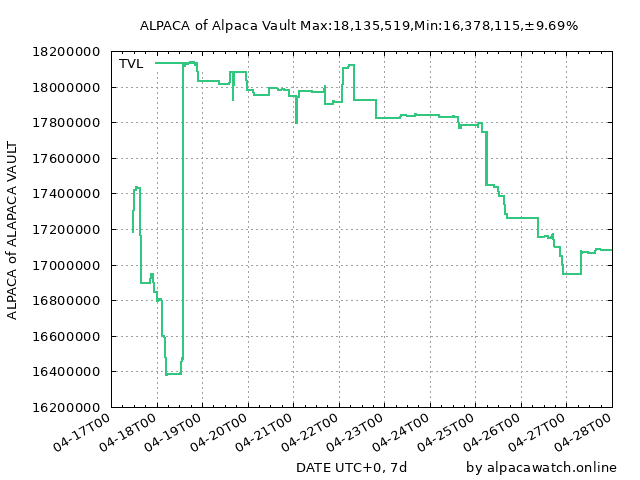 ALPACA of Alpaca Vault Max:18,135,519,Min:16,378,115,±9.69%
TVL
18200000
18000000
17800000
17600000
17400000
17200000
17000000
16800000
16600000
16400000
16200000
ALPACA of ALAPACA VAULT
04-17T00
04-18T00
04-19T00
04-20T00
04-21T00
04-22T00
04-23T00
04-24T00
04-25T00
04-26T00
04-27T00
04-28T00
DATE UTC+0, 7d
by alpacawatch.online